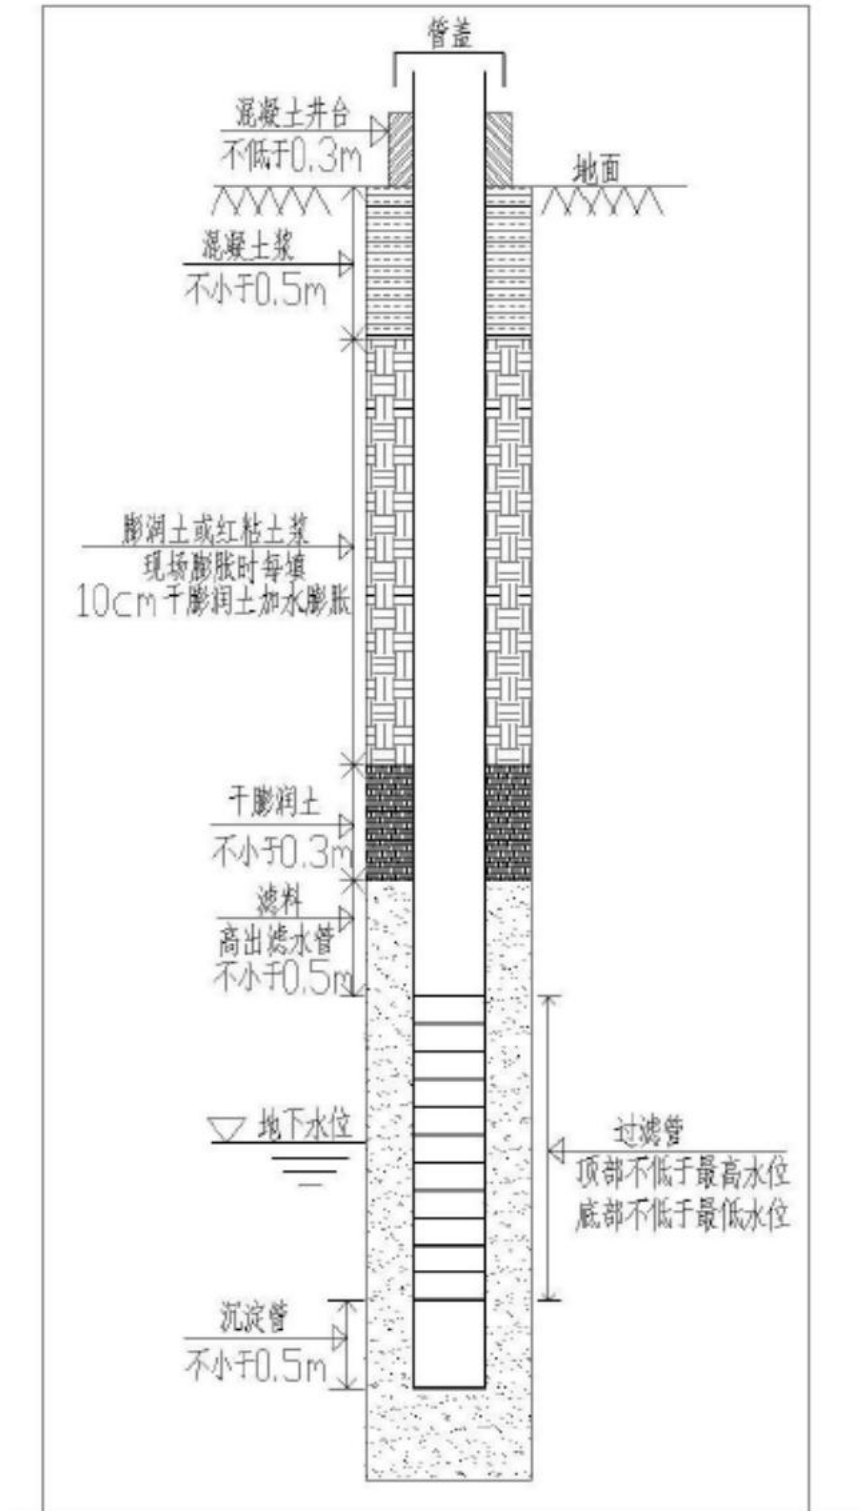 管盖
混凝土井台
不低于0.3m
地面
混凝土浆
不小于0.5m
膨润土或红粘土浆
现场膨胀时每填
10cm干膨润土加水膨胀
干膨润土
不小于0.3m
滤料
高出滤水管
不小于0.5m
地下水位
过滤管
顶部不低于最高水位
底部不低于最低水位
沉淀管
不小于0.5m